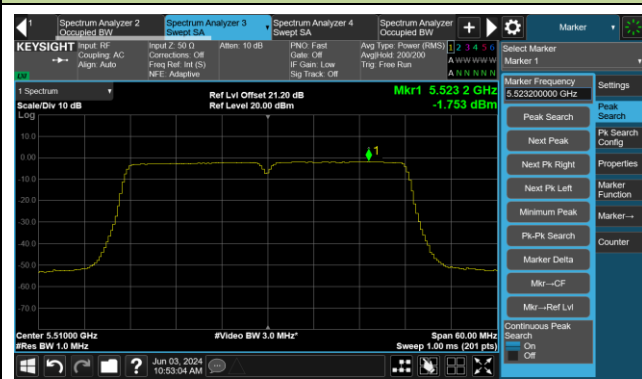 1
Spectrum Analyzer 2
Occupied BW
Spectrum Analyzer 3
Swept SA
Spectrum Analyzer 4
Swept SA
Spectrum Analyzer
Occupied BW
Marker
KEYSIGHT
Input: RF
Coupling: AC
Align: Auto
Input Z: 50 Ω
Corrections: Off
Freq Ref: Int (S)
NFE: Adaptive
Atten: 10 dB
PNO: Fast
Gate: Off
IF Gain: Low
Sig Track: Off
Avg Type: Power (RMS)
Avg|Hold: 200/200
Trig: Free Run
1 2 3 4 5 6
A W W W W W
A N N N N N
LXI
Select Marker
Marker 1
1 Spectrum
Scale/Div 10 dB
Log
Ref Lvl Offset 21.20 dB
Ref Level 20.00 dBm
Mkr1 5.523 2 GHz
-1.753 dBm
10.0
0.00
-10.0
-20.0
-30.0
-40.0
-50.0
-60.0
-70.0
1
Marker Frequency
5.523200000 GHz
Peak Search
Next Peak
Next Pk Right
Next Pk Left
Minimum Peak
Pk-Pk Search
Marker Delta
Mkr→CF
Mkr→Ref Lvl
Continuous Peak
Search
On
Off
Settings
Peak
Search
Pk Search
Config
Properties
Marker
Function
Marker→
Counter
Center 5.51000 GHz
#Res BW 1.0 MHz
#Video BW 3.0 MHz*
Span 60.00 MHz
Sweep 1.00 ms (201 pts)
Jun 03, 2024
10:53:04 AM